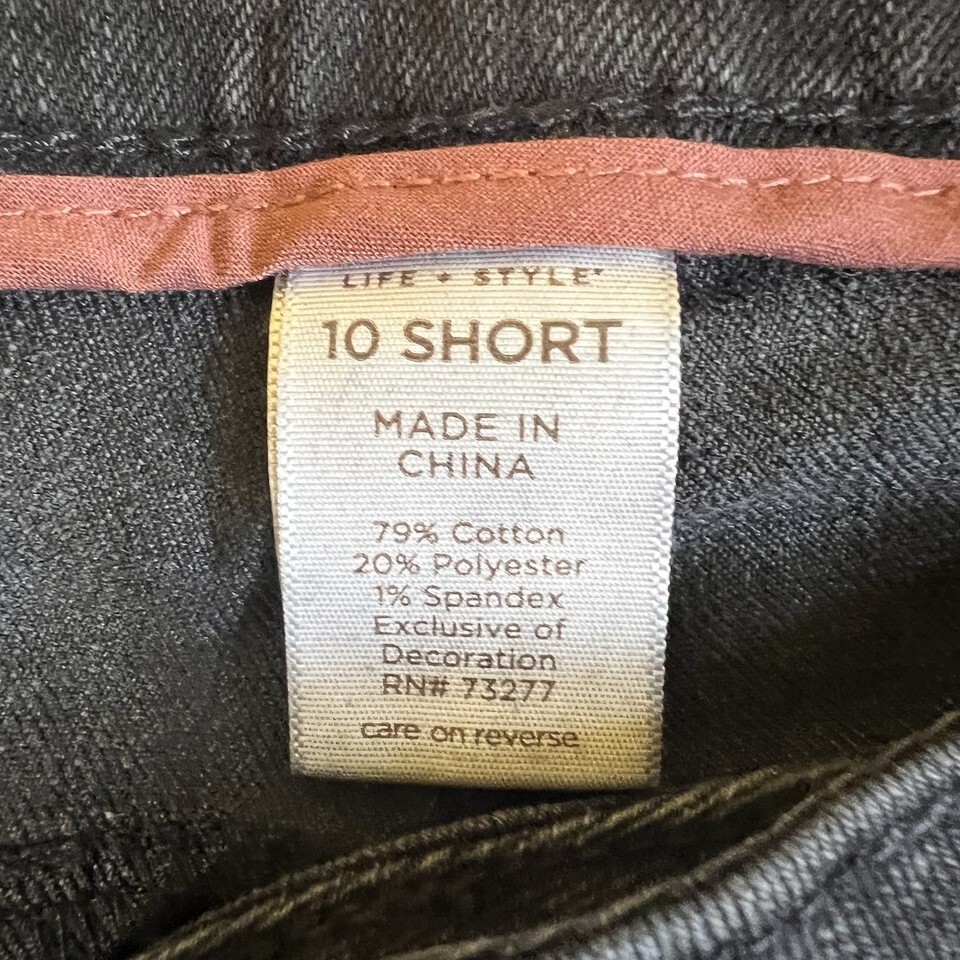 LIFE + STYLE*
10 SHORT
MADE IN
CHINA
79% Cotton
20% Polyester
1% Spandex
Exclusive of
Decoration
RN# 73277
care on reverse